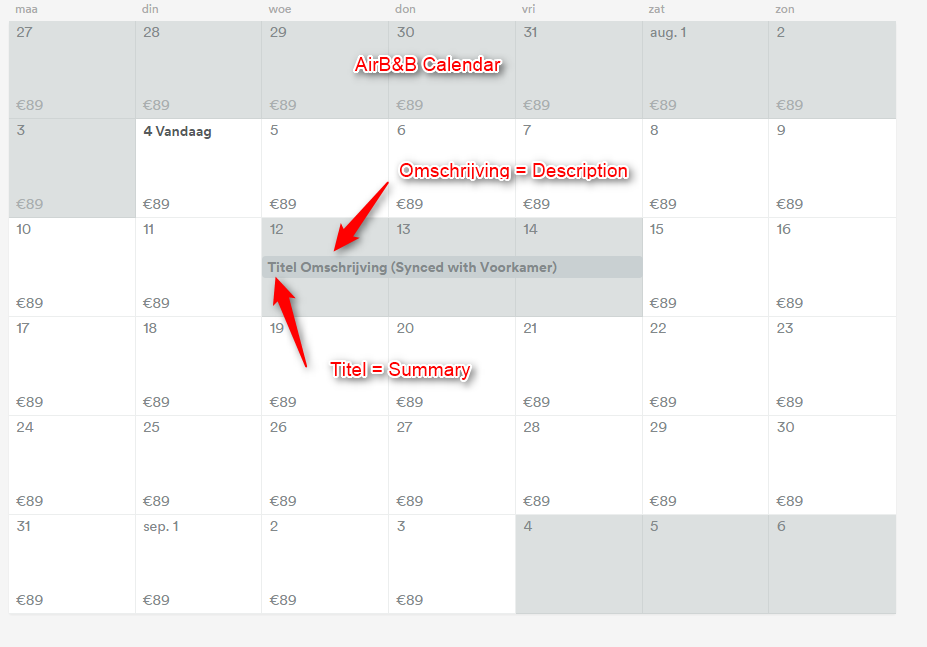 maa din woe don vri zat zon
27 28 29 30 31 aug. 1 2
AirB&B Calendar
€89 €89 €89 €89 €89 €89 €89
3 4 Vandaag 5 6 7 8 9
Omschrijving = Description
€89 €89 €89 €89 €89 €89 €89
10 11 12 13 14 15 16
Titel Omschrijving (Synced with Voorkamer)
€89 €89 €89 €89
17 18 19 20 21 22 23
Titel = Summary
€89 €89 €89 €89 €89 €89 €89
24 25 26 27 28 29 30
€89 €89 €89 €89 €89 €89 €89
31 sep. 1 2 3 4 5 6
€89 €89 €89 €89